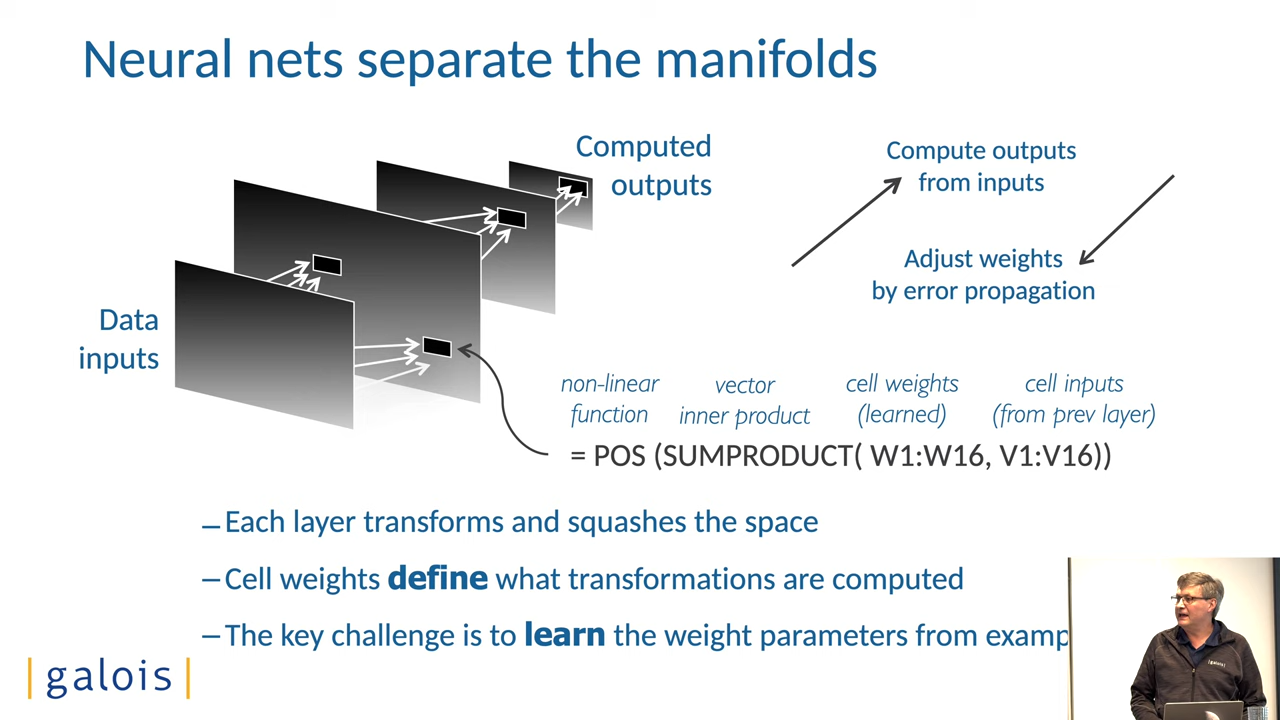 Neural nets separate the manifolds
Computed
outputs
Compute outputs
from inputs
Adjust weights
by error propagation
Data
inputs
non-linear
function
vector
inner product
cell weights
(learned)
cell inputs
(from prev layer)
= POS (SUMPRODUCT( W1:W16, V1:V16))
– Each layer transforms and squashes the space
– Cell weights define what transformations are computed
– The key challenge is to learn the weight parameters from examp
|galois|
|galois|